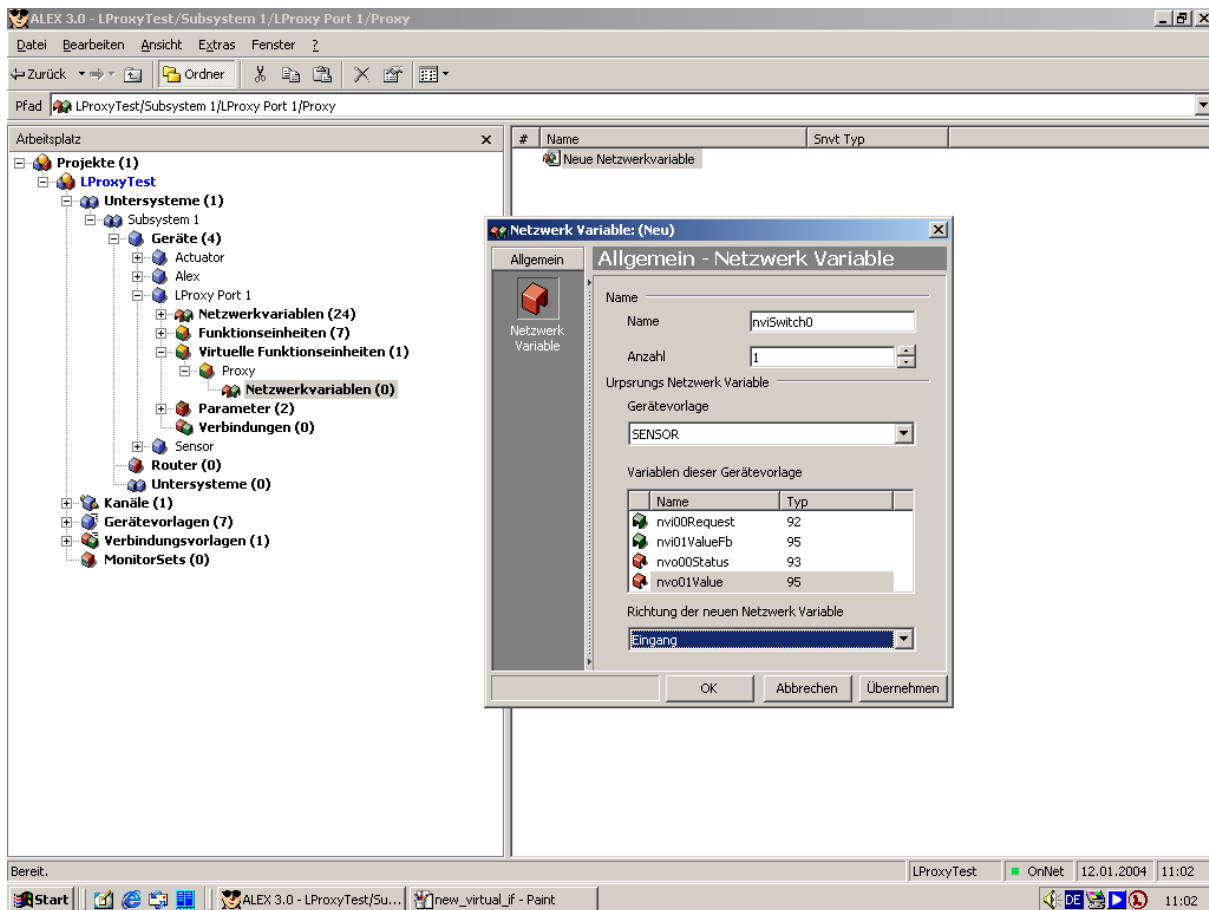 ALEX 3.0 - LProxyTest/Subsystem 1/LProxy Port 1/Proxy
Datei Bearbeiten Ansicht Extras Fenster ?
Zurück Ordner
Pfad LProxyTest/Subsystem 1/LProxy Port 1/Proxy
Arbeitsplatz
Projekte (1)
LProxyTest
Untersysteme (1)
Subsystem 1
Geräte (4)
Actuator
Alex
LProxy Port 1
Netzwerkvariablen (24)
Funktionseinheiten (7)
Virtuelle Funktionseinheiten (1)
Proxy
Netzwerkvariablen (0)
Parameter (2)
Verbindungen (0)
Sensor
Router (0)
Untersysteme (0)
Kanäle (1)
Gerätevorlagen (7)
Verbindungsvorlagen (1)
MonitorSets (0)
# Name Snvt Typ
Neue Netzwerkvariable
Netzwerk Variable: (Neu)
Allgemein
Netzwerk
Variable
Allgemein - Netzwerk Variable
Name
Name nviSwitch0
Anzahl 1
Urpsrungs Netzwerk Variable
Gerätevorlage
SENSOR
Variablen dieser Gerätevorlage
Name Typ
nvi00Request 92
nvi01ValueFb 95
nvo00Status 93
nvo01Value 95
Richtung der neuen Netzwerk Variable
Eingang
OK Abbrechen Übernehmen
Bereit. LProxyTest OnNet 12.01.2004 11:02
Start ALEX 3.0 - LProxyTest/Su... new_virtual_if - Paint DE 11:02